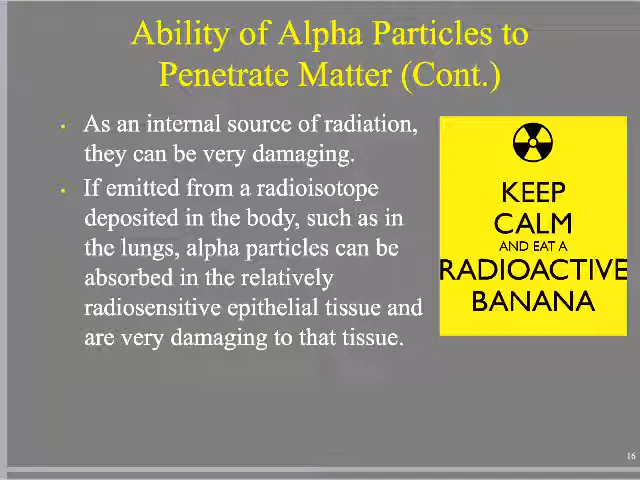 Ability of Alpha Particles to
Penetrate Matter (Cont.)
• As an internal source of radiation,
they can be very damaging.
• If emitted from a radioisotope
deposited in the body, such as in
the lungs, alpha particles can be
absorbed in the relatively
radiosensitive epithelial tissue and
are very damaging to that tissue.
KEEP
CALM
AND EAT A
RADIOACTIVE
BANANA
16